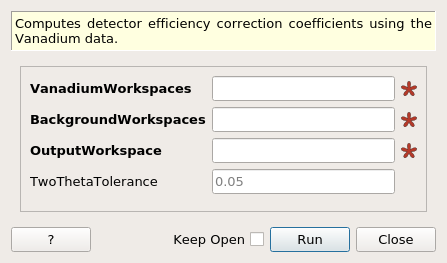 Computes detector efficiency correction coefficients using the
Vanadium data.
VanadiumWorkspaces
BackgroundWorkspaces
OutputWorkspace
TwoThetaTolerance 0.05
? Keep Open Run Close